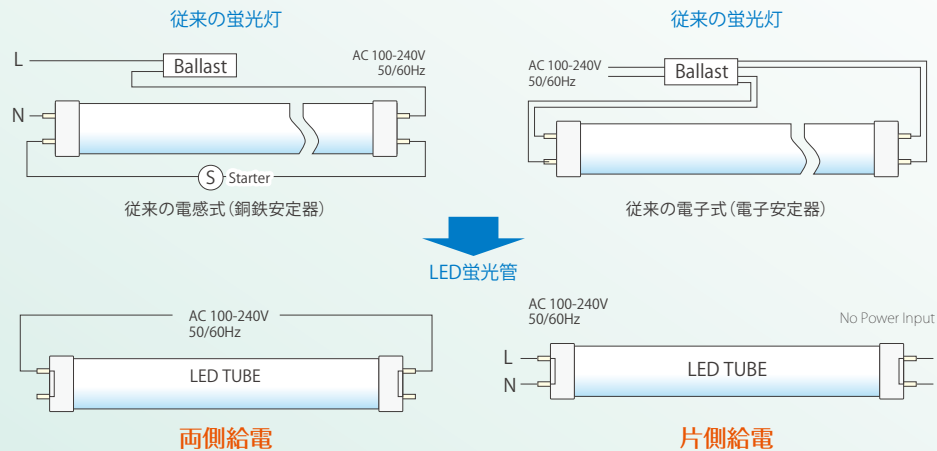 従来の蛍光灯
L
Ballast
AC 100-240V
50/60Hz
N
S Starter
従来の電感式(銅鉄安定器)
従来の蛍光灯
AC 100-240V
50/60Hz
Ballast
従来の電子式(電子安定器)
LED蛍光管
AC 100-240V
50/60Hz
LED TUBE
両側給電
AC 100-240V
50/60Hz
No Power Input
L
N
LED TUBE
片側給電